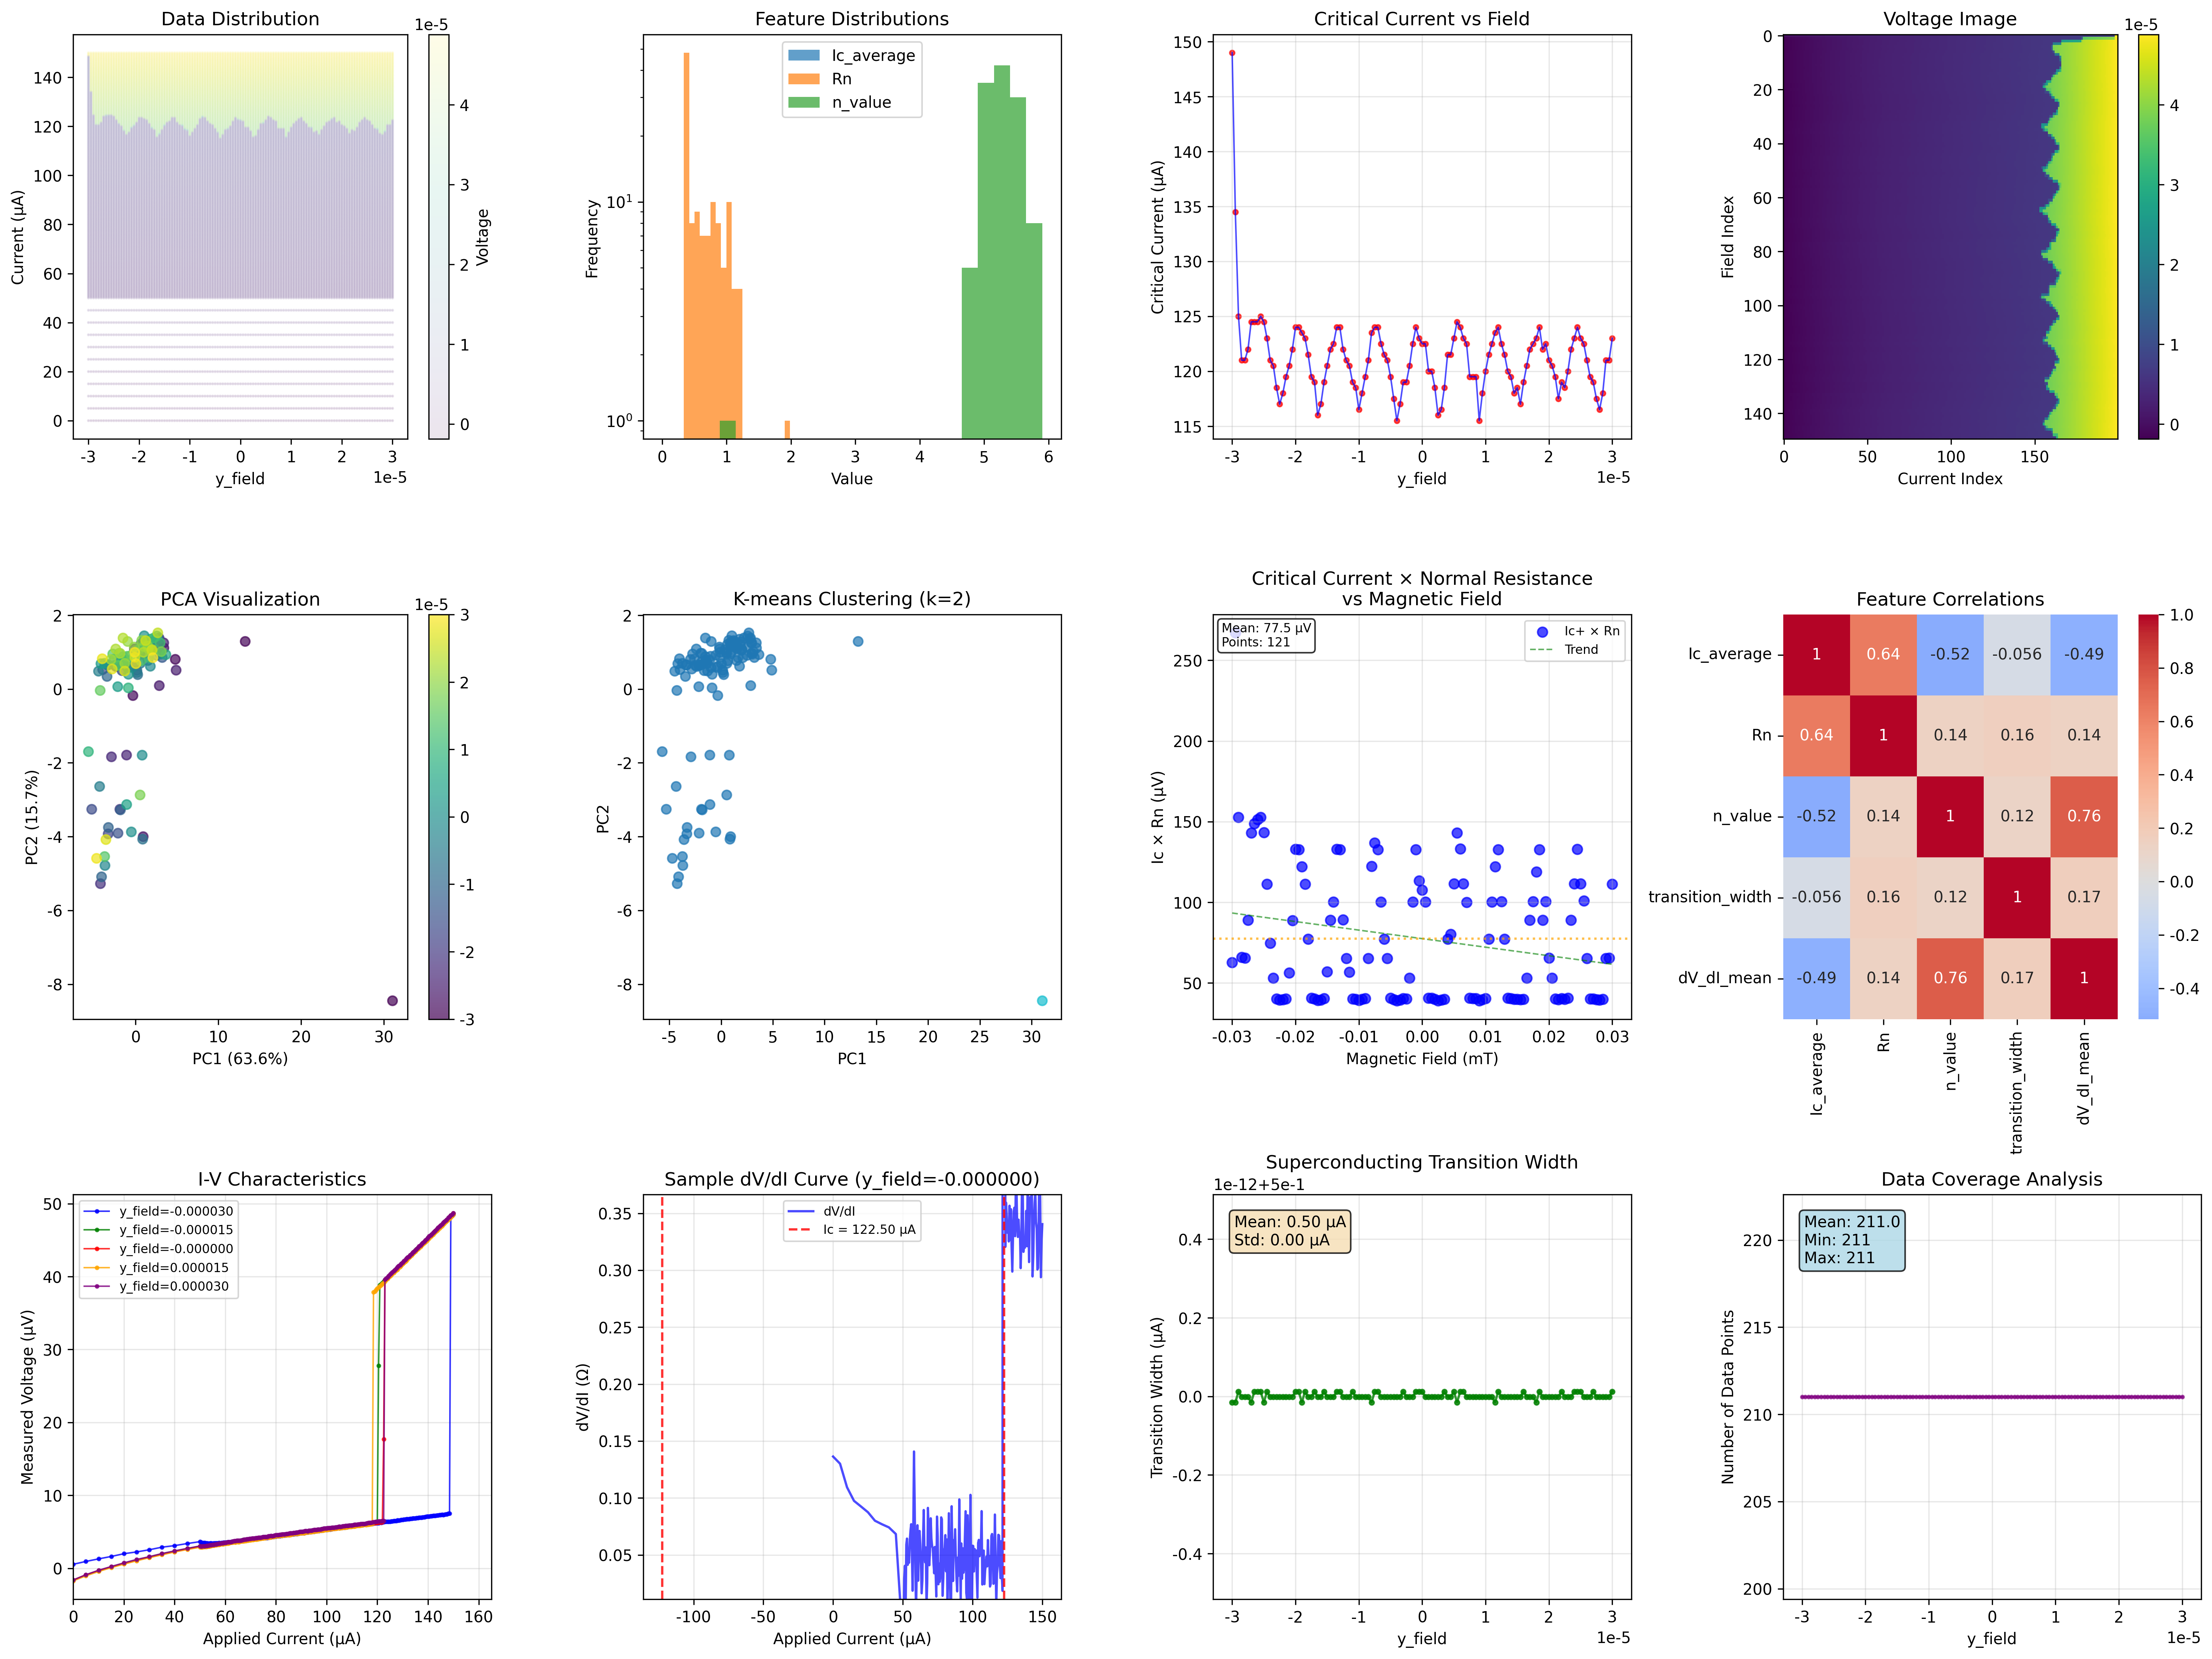 Data Distribution
1e-5
Current (μA)
140
120
100
80
60
40
20
0
-3
-2
-1
0
1
2
3
y_field
1e-5
4
3
2
1
0
Voltage
Feature Distributions
Ic_average
Rn
n_value
Frequency
10¹
10⁰
0
1
2
3
4
5
6
Value
Critical Current vs Field
Critical Current (μA)
150
145
140
135
130
125
120
115
-3
-2
-1
0
1
2
3
y_field
1e-5
Voltage Image
1e-5
Field Index
0
20
40
60
80
100
120
140
0
50
100
150
Current Index
4
3
2
1
0
PCA Visualization
1e-5
PC2 (15.7%)
2
0
-2
-4
-6
-8
0
10
20
30
PC1 (63.6%)
3
2
1
0
-1
-2
-3
K-means Clustering (k=2)
PC2
2
0
-2
-4
-6
-8
-5
0
5
10
15
20
25
30
PC1
Critical Current × Normal Resistance
vs Magnetic Field
Mean: 77.5 μV
Points: 121
Ic+ × Rn
Trend
Ic × Rn (μV)
250
200
150
100
50
-0.03
-0.02
-0.01
0.00
0.01
0.02
0.03
Magnetic Field (mT)
Feature Correlations
Ic_average
1 0.64 -0.52 -0.056 -0.49
Rn
0.64 1 0.14 0.16 0.14
n_value
-0.52 0.14 1 0.12 0.76
transition_width
-0.056 0.16 0.12 1 0.17
dV_dI_mean
-0.49 0.14 0.76 0.17 1
Ic_average
Rn
n_value
transition_width
dV_dI_mean
1.0
0.8
0.6
0.4
0.2
0.0
-0.2
-0.4
I-V Characteristics
y_field=-0.000030
y_field=-0.000015
y_field=-0.000000
y_field=0.000015
y_field=0.000030
Measured Voltage (μV)
50
40
30
20
10
0
0
20
40
60
80
100
120
140
160
Applied Current (μA)
Sample dV/dI Curve (y_field=-0.000000)
dV/dI
Ic = 122.50 μA
dV/dI (Ω)
0.35
0.30
0.25
0.20
0.15
0.10
0.05
-100
-50
0
50
100
150
Applied Current (μA)
Superconducting Transition Width
1e-12+5e-1
Mean: 0.50 μA
Std: 0.00 μA
Transition Width (μA)
0.4
0.2
0.0
-0.2
-0.4
-3
-2
-1
0
1
2
3
y_field
1e-5
Data Coverage Analysis
Mean: 211.0
Min: 211
Max: 211
Number of Data Points
220
215
210
205
200
-3
-2
-1
0
1
2
3
y_field
1e-5